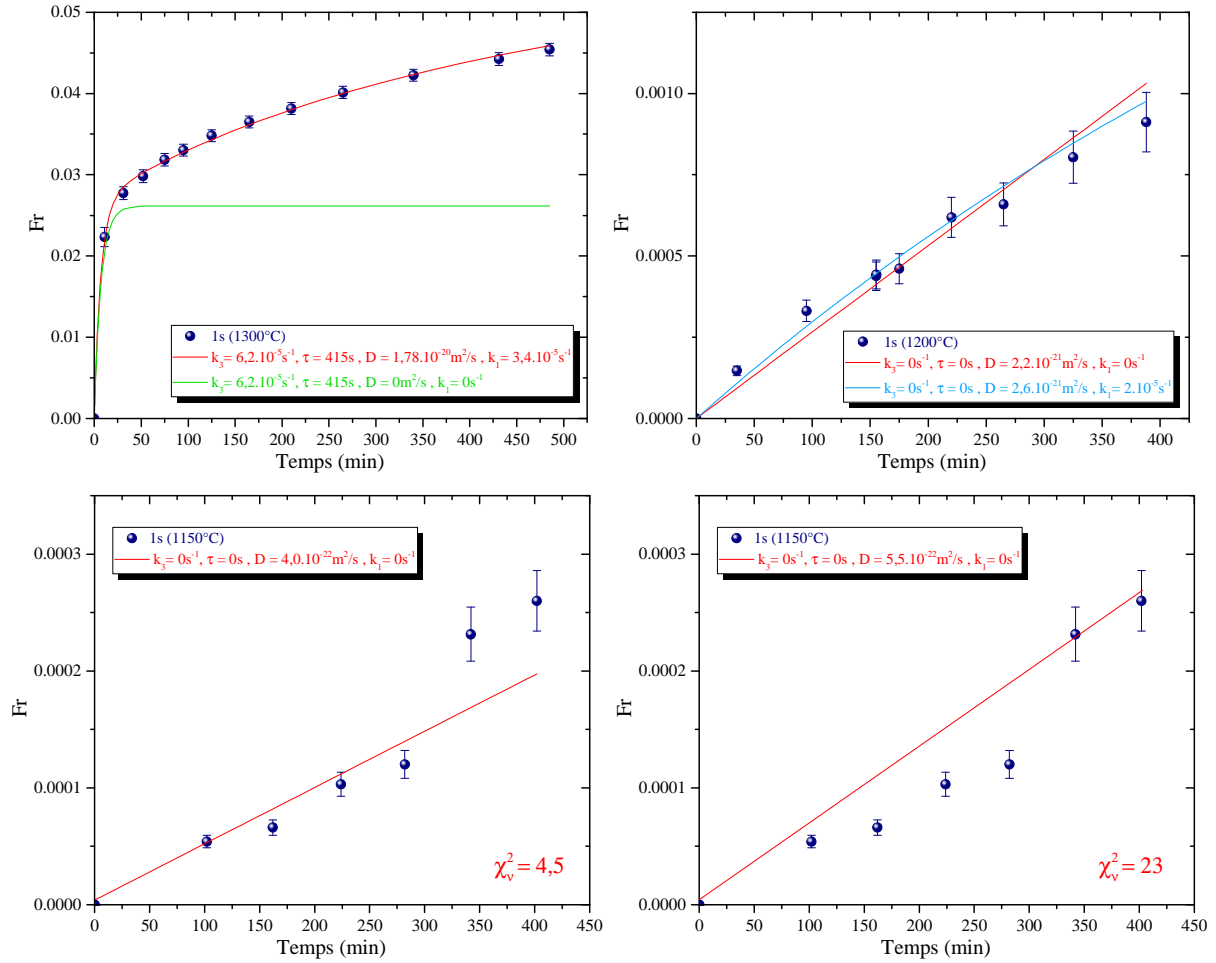 0.05
0.04
0.03
0.02
0.01
0.00
Fr
0 50 100 150 200 250 300 350 400 450 500
Temps (min)
1s (1300°C)
k₃= 6,2.10⁻⁵s⁻¹, τ = 415s , D = 1,78.10⁻²⁰m²/s , k₁= 3,4.10⁻⁵s⁻¹
k₃= 6,2.10⁻⁵s⁻¹, τ = 415s , D = 0m²/s , k₁= 0s⁻¹
0.0010
0.0005
0.0000
Fr
0 50 100 150 200 250 300 350 400
Temps (min)
1s (1200°C)
k₃= 0s⁻¹, τ = 0s , D = 2,2.10⁻²¹m²/s , k₁= 0s⁻¹
k₃= 0s⁻¹, τ = 0s , D = 2,6.10⁻²¹m²/s , k₁= 2.10⁻⁵s⁻¹
0.0003
0.0002
0.0001
0.0000
Fr
0 50 100 150 200 250 300 350 400 450
Temps (min)
1s (1150°C)
k₃= 0s⁻¹, τ = 0s , D = 4,0.10⁻²²m²/s , k₁= 0s⁻¹
χ²ᵥ = 4,5
0.0003
0.0002
0.0001
0.0000
Fr
0 50 100 150 200 250 300 350 400 450
Temps (min)
1s (1150°C)
k₃= 0s⁻¹, τ = 0s , D = 5,5.10⁻²²m²/s , k₁= 0s⁻¹
χ²ᵥ = 23